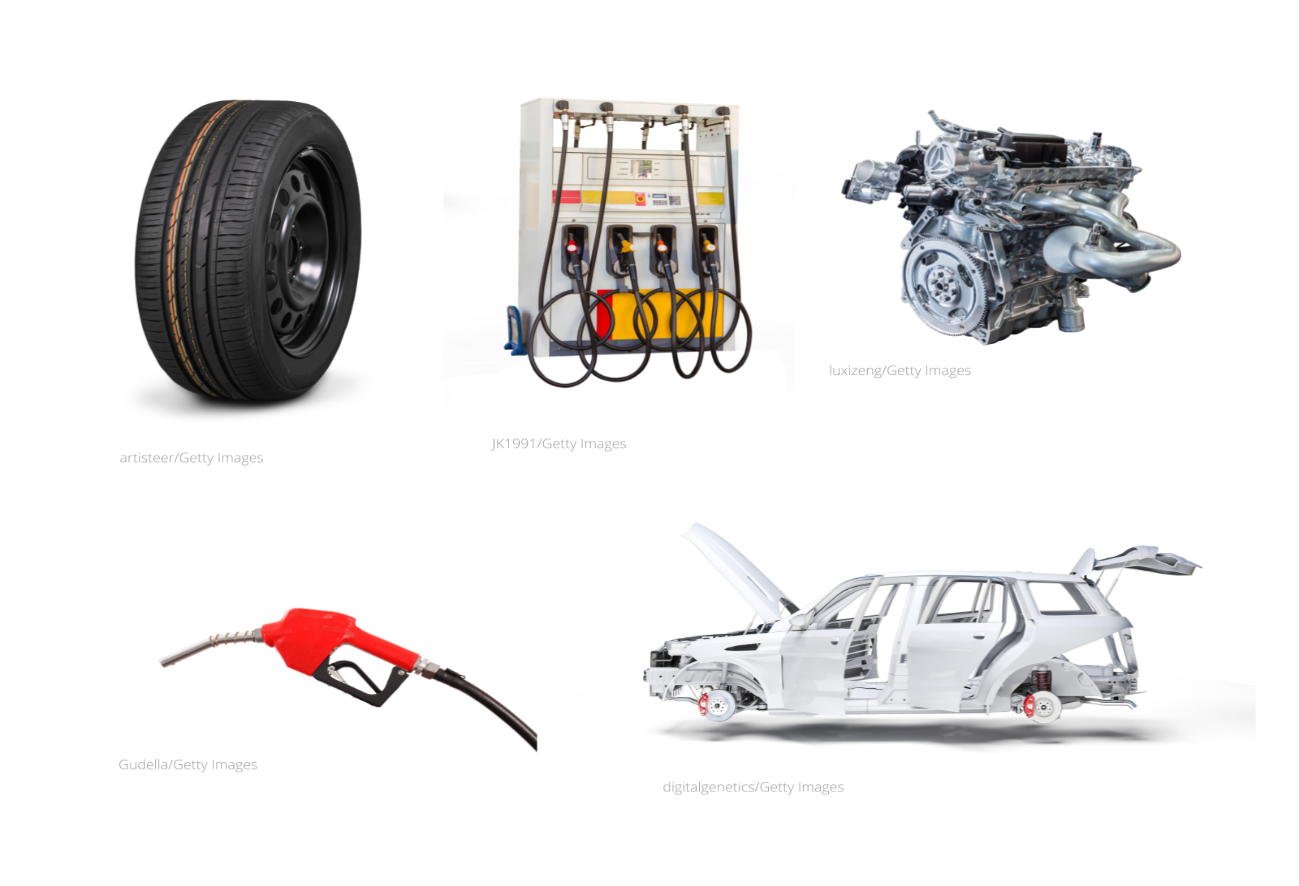 luxizeng/Getty Images
JK1991/Getty Images
artisteer/Getty Images
Gudella/Getty Images
digitalgenetics/Getty Images